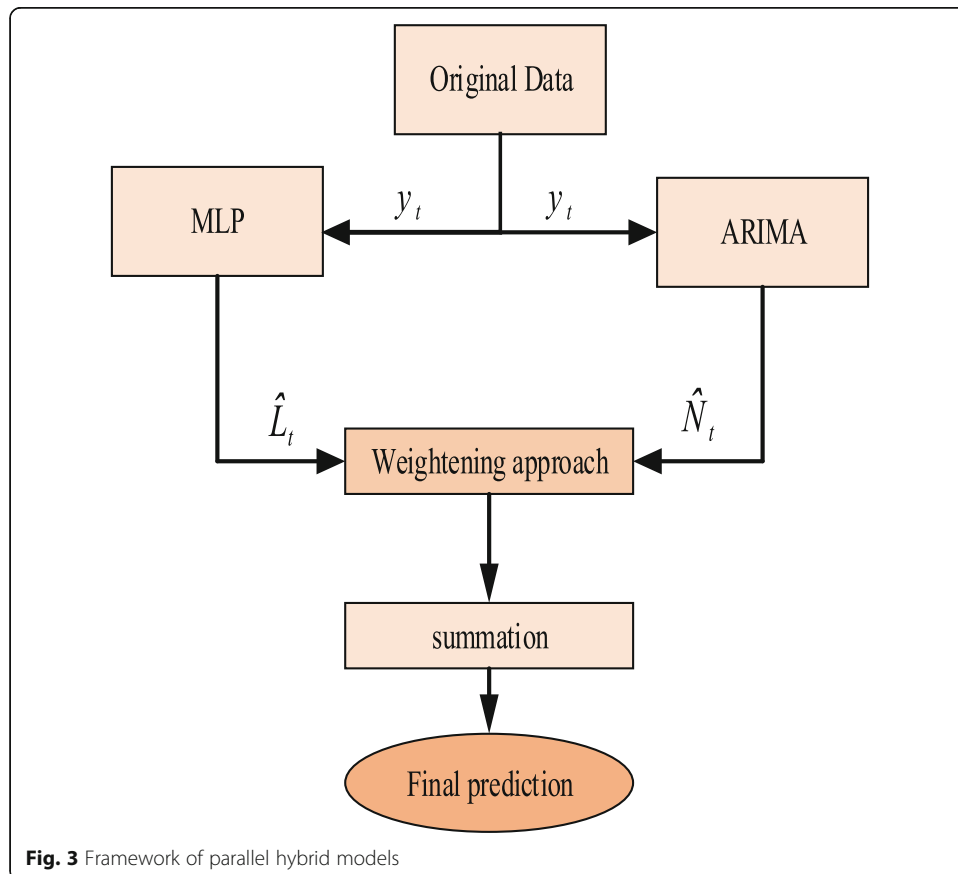 Original Data
y_t y_t
MLP
ARIMA
L̂_t
N̂_t
Weightening approach
summation
Final prediction
Fig. 3 Framework of parallel hybrid models